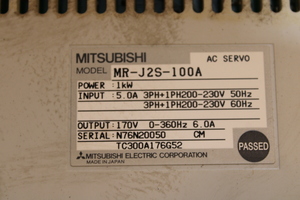 MITSUBISHI AC SERVO
MODEL MR-J2S-100A
POWER : 1kW
INPUT : 5.0A 3PH+1PH200-230V 50Hz
3PH+1PH200-230V 60Hz
OUTPUT: 170V 0-360Hz 6.0A
SERIAL: N76N20050 CM
TC300A176G52
PASSED
MITSUBISHI ELECTRIC CORPORATION
MADE IN JAPAN